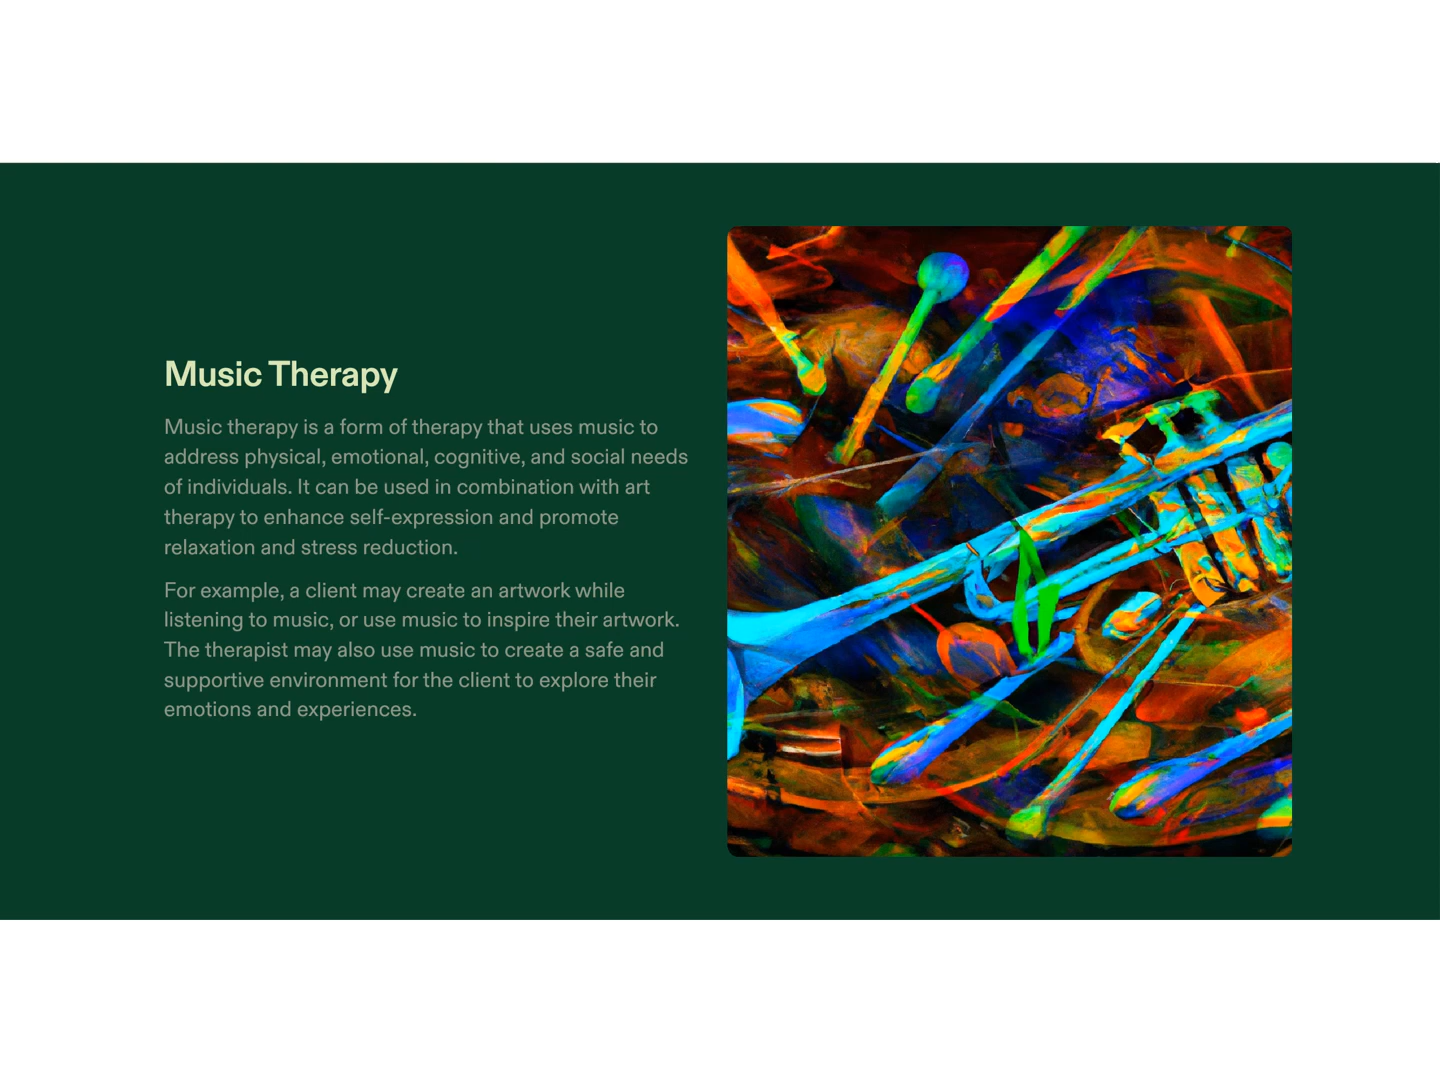 Music Therapy
Music therapy is a form of therapy that uses music to
address physical, emotional, cognitive, and social needs
of individuals. It can be used in combination with art
therapy to enhance self-expression and promote
relaxation and stress reduction.
For example, a client may create an artwork while
listening to music, or use music to inspire their artwork.
The therapist may also use music to create a safe and
supportive environment for the client to explore their
emotions and experiences.